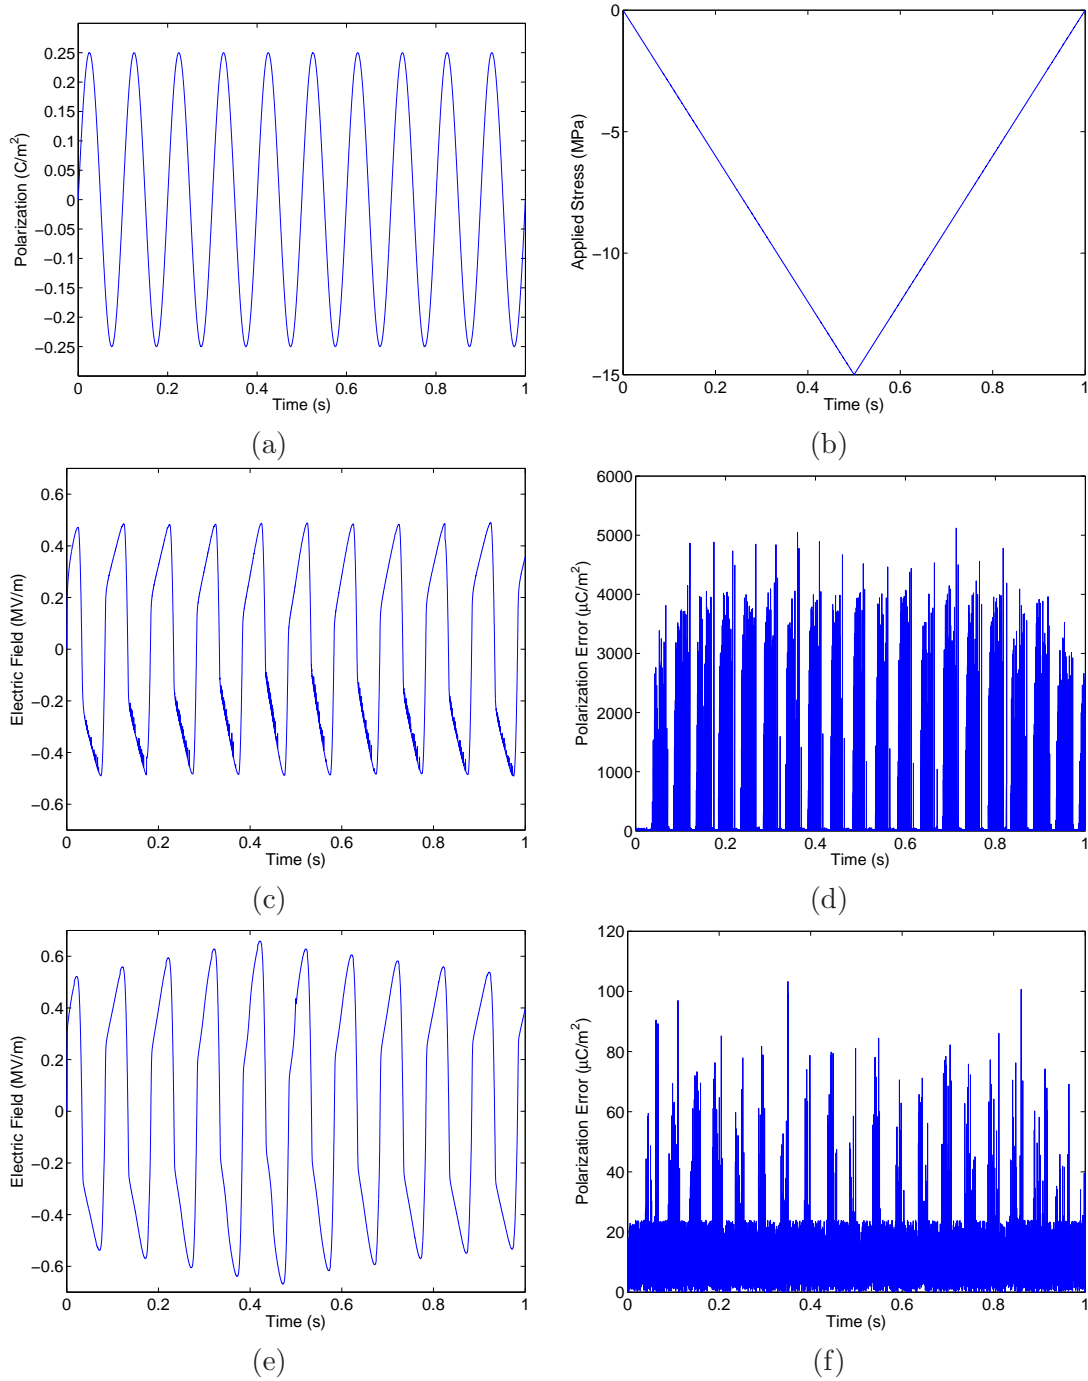 0.25
0.2
0.15
0.1
0.05
0
−0.05
−0.1
−0.15
−0.2
−0.25
Polarization (C/m²)
0 0.2 0.4 0.6 0.8 1
Time (s)
(a)
0
−5
−10
−15
Applied Stress (MPa)
0 0.2 0.4 0.6 0.8 1
Time (s)
(b)
0.6
0.4
0.2
0
−0.2
−0.4
−0.6
Electric Field (MV/m)
0 0.2 0.4 0.6 0.8 1
Time (s)
(c)
6000
5000
4000
3000
2000
1000
0
Polarization Error (μC/m²)
0 0.2 0.4 0.6 0.8 1
Time (s)
(d)
0.6
0.4
0.2
0
−0.2
−0.4
−0.6
Electric Field (MV/m)
0 0.2 0.4 0.6 0.8 1
Time (s)
(e)
120
100
80
60
40
20
0
Polarization Error (μC/m²)
0 0.2 0.4 0.6 0.8 1
Time (s)
(f)